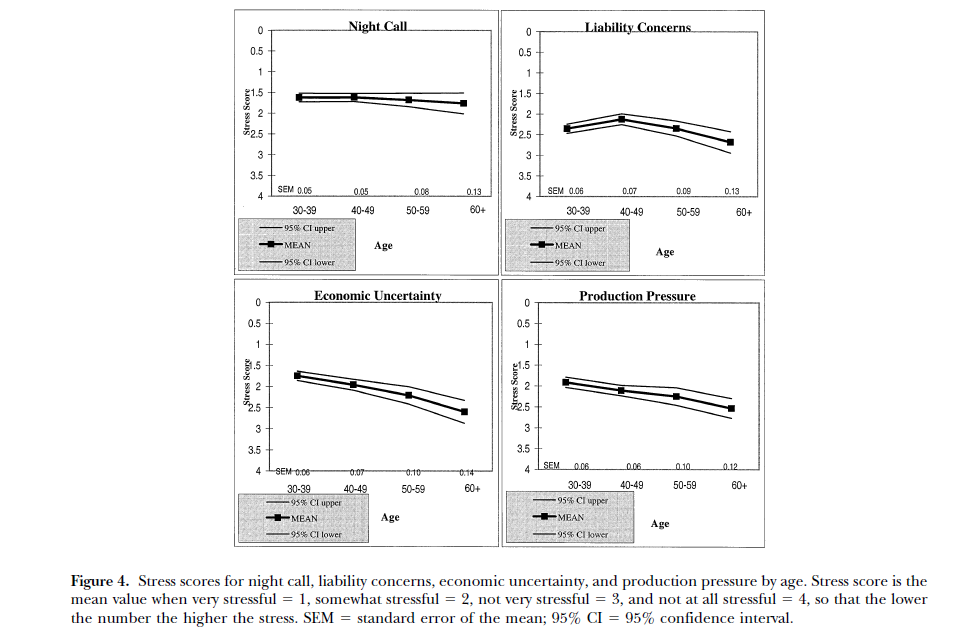 Night Call
0
0.5
1
1.5
2
2.5
3
3.5
4
Stress Score
SEM 0.05 0.05 0.08 0.13
30-39 40-49 50-59 60+
95% CI upper
MEAN
95% CI lower
Age
Liability Concerns
0
0.5
1
1.5
2
2.5
3
3.5
4
Stress Score
SEM 0.06 0.07 0.09 0.13
30-39 40-49 50-59 60+
95% CI upper
MEAN
95% CI lower
Age
Economic Uncertainty
0
0.5
1
1.5
2
2.5
3
3.5
4
Stress Score
SEM 0.06 0.07 0.10 0.14
30-39 40-49 50-59 60+
95% CI upper
MEAN
95% CI lower
Age
Production Pressure
0
0.5
1
1.5
2
2.5
3
3.5
4
Stress Score
SEM 0.06 0.06 0.10 0.12
30-39 40-49 50-59 60+
95% CI upper
MEAN
95% CI lower
Age
Figure 4. Stress scores for night call, liability concerns, economic uncertainty, and production pressure by age. Stress score is the
mean value when very stressful = 1, somewhat stressful = 2, not very stressful = 3, and not at all stressful = 4, so that the lower
the number the higher the stress. SEM = standard error of the mean; 95% CI = 95% confidence interval.